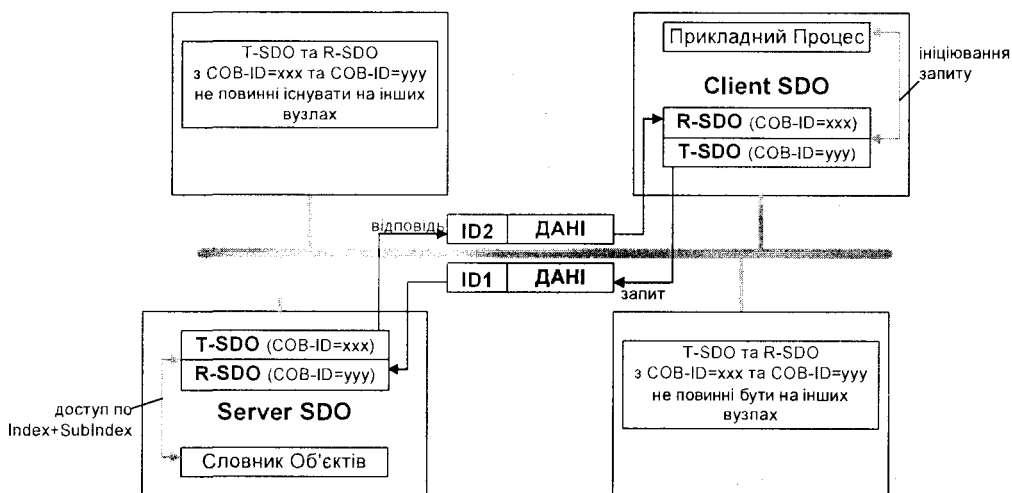 T-SDO та R-SDO
з COB-ID=xxx та COB-ID=yyy
не повинні існувати на інших
вузлах
Прикладний Процес
ініціювання
запиту
Client SDO
R-SDO (COB-ID=xxx)
T-SDO (COB-ID=yyy)
відповідь
ID2 ДАНІ
ID1 ДАНІ
запит
T-SDO (COB-ID=xxx)
R-SDO (COB-ID=yyy)
Server SDO
доступ по
Index+SubIndex
Словник Об'єктів
T-SDO та R-SDO
з COB-ID=xxx та COB-ID=yyy
не повинні бути на інших
вузлах